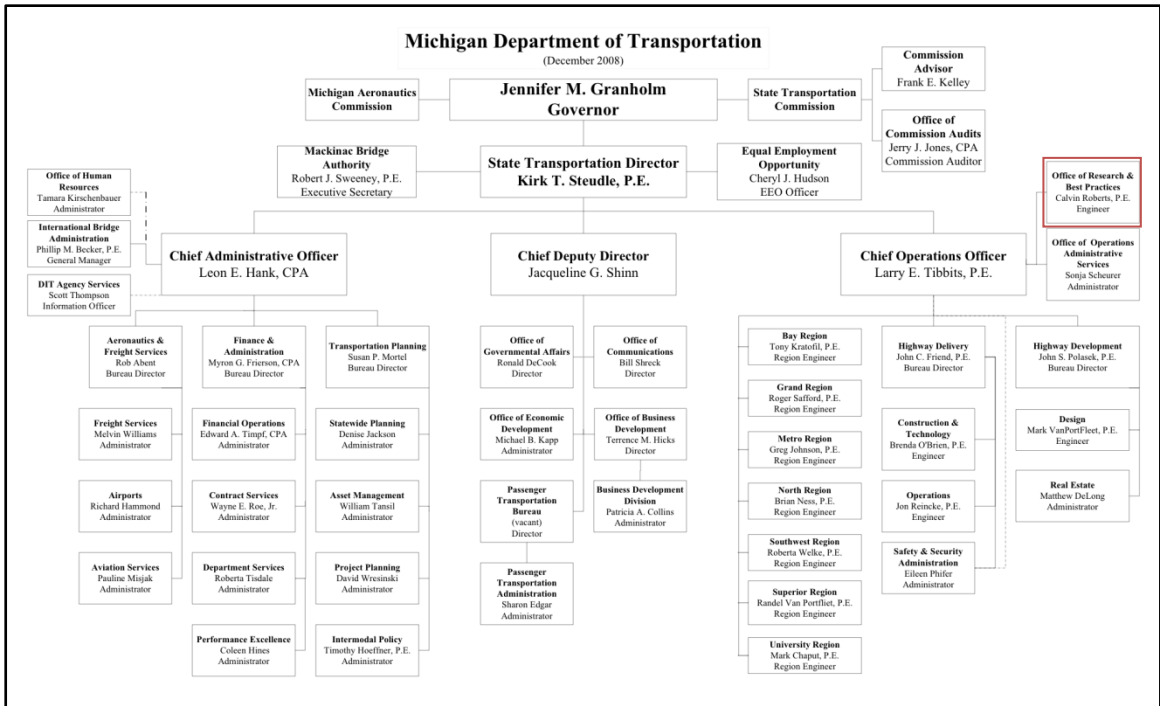 Michigan Department of Transportation
(December 2008)
Michigan Aeronautics
Commission
Jennifer M. Granholm
Governor
State Transportation
Commission
Commission
Advisor
Frank E. Kelley
Office of
Commission Audits
Jerry J. Jones, CPA
Commission Auditor
Mackinac Bridge
Authority
Robert J. Sweeney, P.E.
Executive Secretary
State Transportation Director
Kirk T. Steudle, P.E.
Equal Employment
Opportunity
Cheryl J. Hudson
EEO Officer
Office of Human
Resources
Tamara Kirschenbauer
Administrator
International Bridge
Administration
Phillip M. Becker, P.E.
General Manager
DIT Agency Services
Scott Thompson
Information Officer
Chief Administrative Officer
Leon E. Hank, CPA
Chief Deputy Director
Jacqueline G. Shinn
Chief Operations Officer
Larry E. Tibbits, P.E.
Office of Research &
Best Practices
Calvin Roberts, P.E.
Engineer
Office of Operations
Administrative
Services
Sonja Scheurer
Administrator
Aeronautics &
Freight Services
Rob Abent
Bureau Director
Freight Services
Melvin Williams
Administrator
Airports
Richard Hammond
Administrator
Aviation Services
Pauline Misjak
Administrator
Finance &
Administration
Myron G. Frierson, CPA
Bureau Director
Financial Operations
Edward A. Timpf, CPA
Administrator
Contract Services
Wayne E. Roe, Jr.
Administrator
Department Services
Roberta Tisdale
Administrator
Performance Excellence
Coleen Hines
Administrator
Transportation Planning
Susan P. Mortel
Bureau Director
Statewide Planning
Denise Jackson
Administrator
Asset Management
William Tansil
Administrator
Project Planning
David Wresinski
Administrator
Intermodal Policy
Timothy Hoeffner, P.E.
Administrator
Office of
Governmental Affairs
Ronald DeCook
Director
Office of Economic
Development
Michael B. Kapp
Administrator
Passenger
Transportation
Bureau
(vacant)
Director
Passenger
Transportation
Administration
Sharon Edgar
Administrator
Office of
Communications
Bill Shreck
Director
Office of Business
Development
Terrence M. Hicks
Director
Business Development
Division
Patricia A. Collins
Administrator
Bay Region
Tony Kratofil, P.E.
Region Engineer
Grand Region
Roger Safford, P.E.
Region Engineer
Metro Region
Greg Johnson, P.E.
Region Engineer
North Region
Brian Ness, P.E.
Region Engineer
Southwest Region
Roberta Welke, P.E.
Region Engineer
Superior Region
Randel Van Portfliet, P.E.
Region Engineer
University Region
Mark Chaput, P.E.
Region Engineer
Highway Delivery
John C. Friend, P.E.
Bureau Director
Construction &
Technology
Brenda O'Brien, P.E.
Engineer
Operations
Jon Reincke, P.E.
Engineer
Safety & Security
Administration
Eileen Phifer
Administrator
Highway Development
John S. Polasek, P.E.
Bureau Director
Design
Mark VanPortFleet, P.E.
Engineer
Real Estate
Matthew DeLong
Administrator